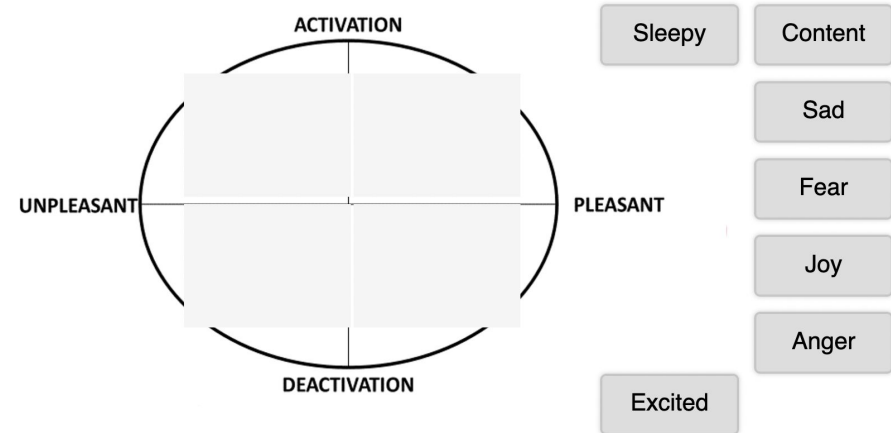 ACTIVATION
UNPLEASANT
PLEASANT
DEACTIVATION
Sleepy
Content
Sad
Fear
Joy
Anger
Excited